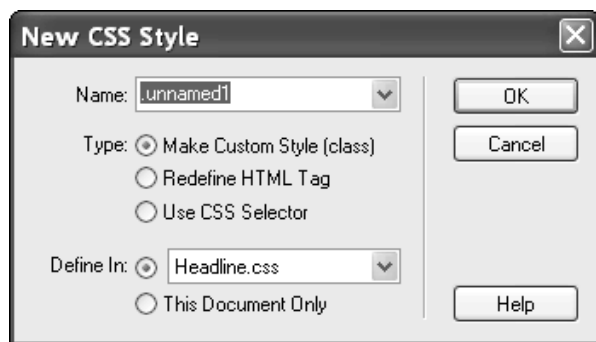 New CSS Style
Name: .unnamed1
OK
Type: Make Custom Style (class)
Cancel
Redefine HTML Tag
Use CSS Selector
Define In: Headline.css
This Document Only
Help